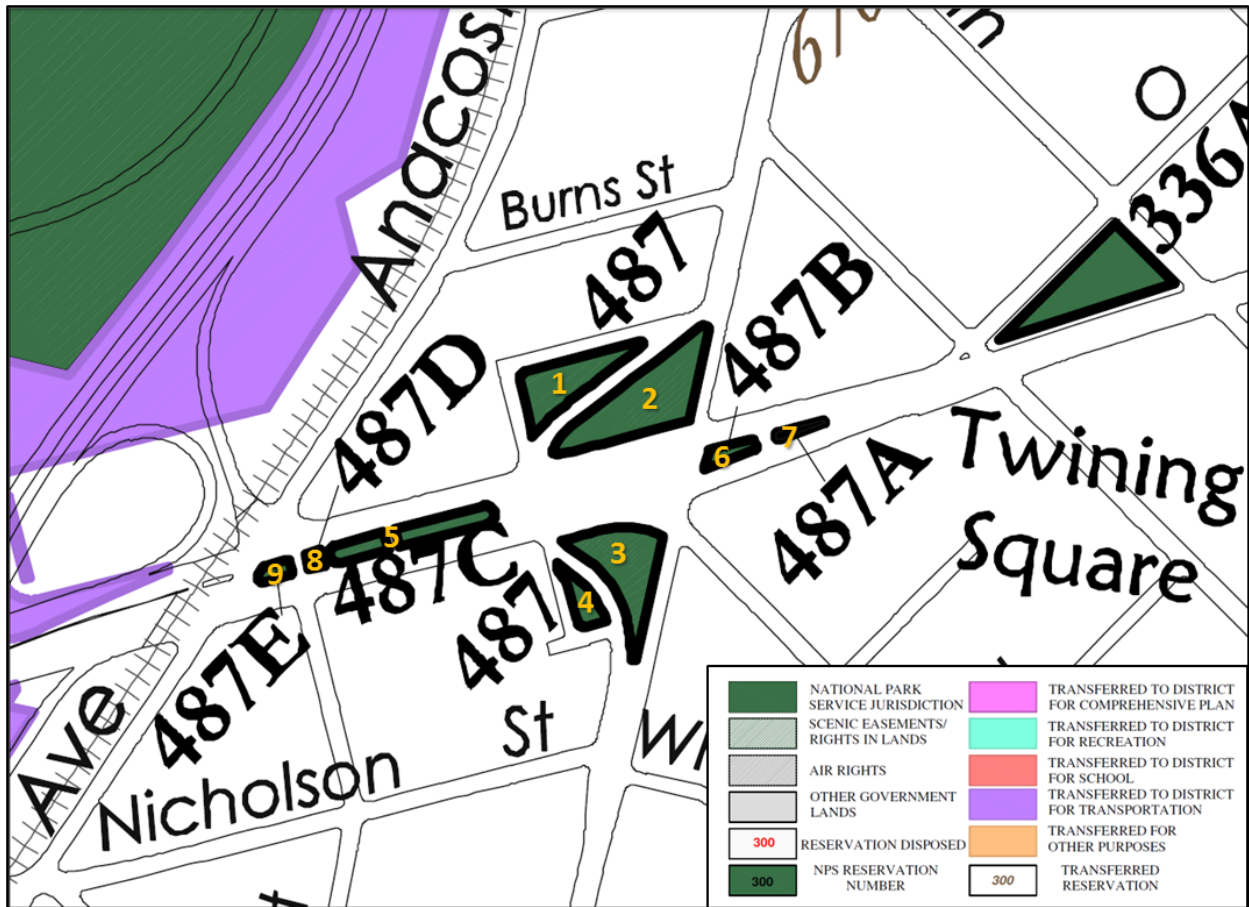 Anacos
676
n
O
Burns St
487
487B
336A
487D
1
2
6
7
487A
Twining
Square
5
8
9
487C
3
4
487
487E
St
Wi
Ave
Nicholson
t
NATIONAL PARK
SERVICE JURISDICTION
SCENIC EASEMENTS/
RIGHTS IN LANDS
AIR RIGHTS
OTHER GOVERNMENT
LANDS
300 RESERVATION DISPOSED
300 NPS RESERVATION
NUMBER
TRANSFERRED TO DISTRICT
FOR COMPREHENSIVE PLAN
TRANSFERRED TO DISTRICT
FOR RECREATION
TRANSFERRED TO DISTRICT
FOR SCHOOL
TRANSFERRED TO DISTRICT
FOR TRANSPORTATION
TRANSFERRED FOR
OTHER PURPOSES
300 TRANSFERRED
RESERVATION